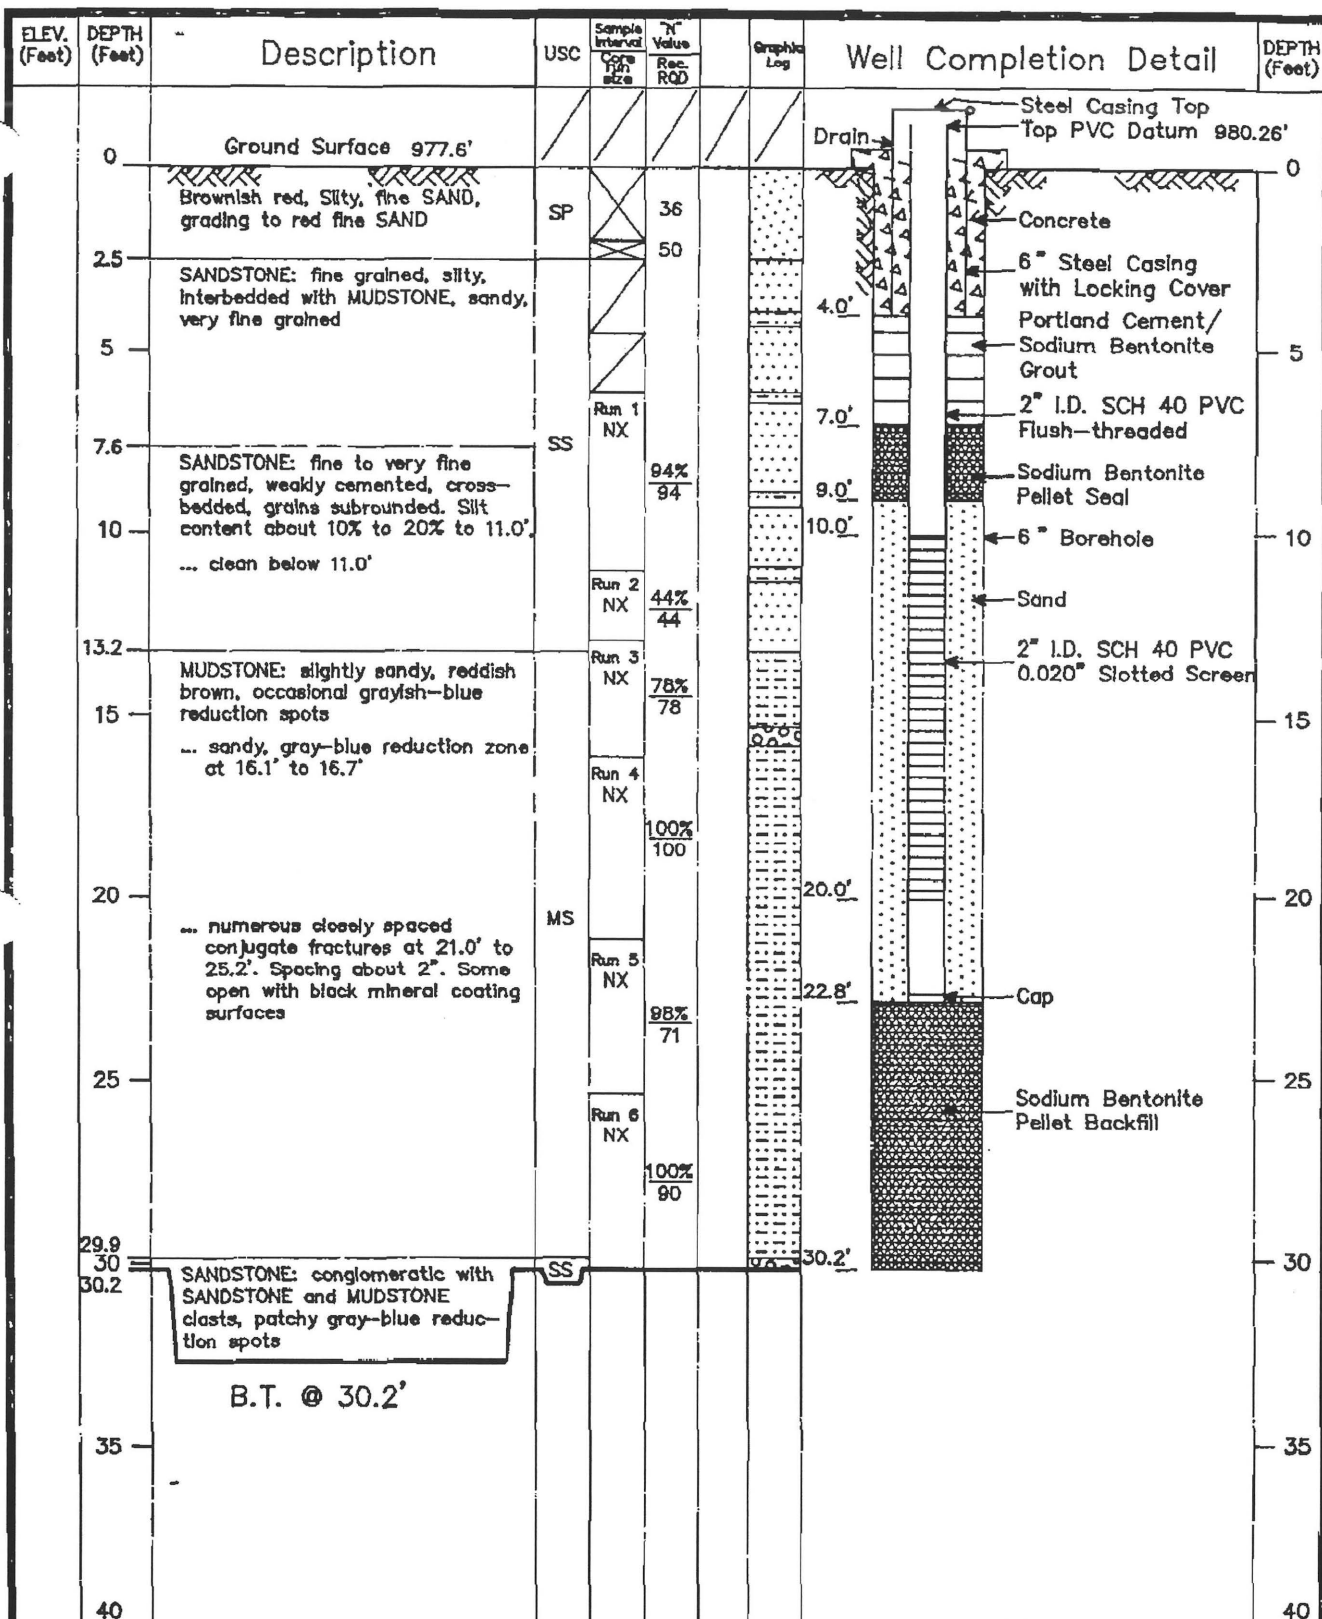 ELEV.
(Feet)
DEPTH
(Feet)
Description
USC
Sample
Interval
Core
run
size
"N"
Value
Rec.
RQD
Graphic
Log
Well Completion Detail
DEPTH
(Feet)
Ground Surface 977.6'
0
Brownish red, Silty, fine SAND,
grading to red fine SAND
SP
36
50
2.5
SANDSTONE: fine grained, silty,
interbedded with MUDSTONE, sandy,
very fine grained
5
Run 1
NX
7.6
SS
SANDSTONE: fine to very fine
grained, weakly cemented, cross-
bedded, grains subrounded. Silt
content about 10% to 20% to 11.0'.
94%
94
10
... clean below 11.0'
Run 2
NX
44%
44
13.2
Run 3
NX
MUDSTONE: slightly sandy, reddish
brown, occasional grayish-blue
reduction spots
78%
78
15
... sandy, gray-blue reduction zone
at 16.1' to 16.7'
Run 4
NX
100%
100
20
MS
... numerous closely spaced
conjugate fractures at 21.0' to
25.2'. Spacing about 2". Some
open with black mineral coating
surfaces
Run 5
NX
98%
71
25
Run 6
NX
100%
90
29.9
30
30.2
SS
SANDSTONE: conglomeratic with
SANDSTONE and MUDSTONE
clasts, patchy gray-blue reduc-
tion spots
B.T. @ 30.2'
35
40
Steel Casing Top
Top PVC Datum 980.26'
Drain
0
Concrete
6" Steel Casing
with Locking Cover
4.0'
Portland Cement/
Sodium Bentonite
Grout
5
7.0'
2" I.D. SCH 40 PVC
Flush-threaded
Sodium Bentonite
Pellet Seal
9.0'
10.0'
6" Borehole
10
Sand
2" I.D. SCH 40 PVC
0.020" Slotted Screen
15
20.0'
20
22.8'
Cap
25
Sodium Bentonite
Pellet Backfill
30.2'
30
35
40